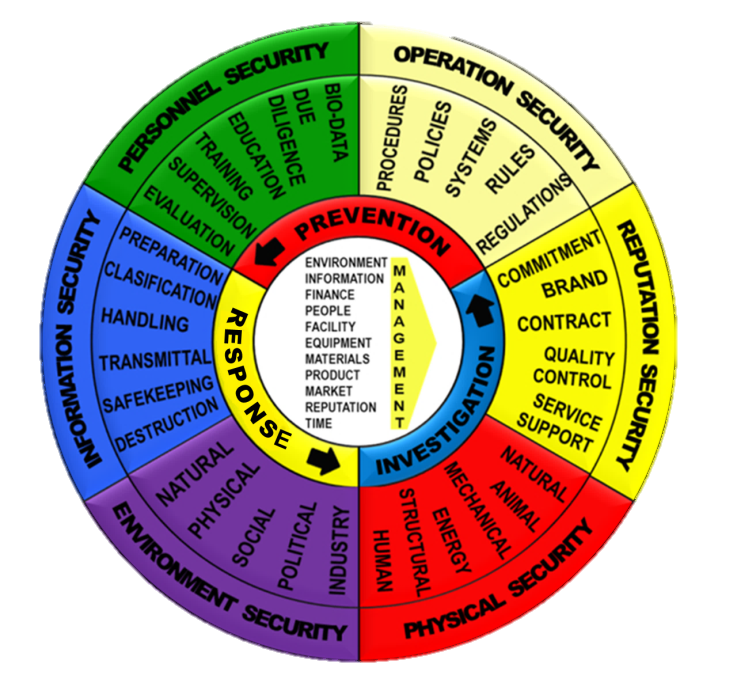 PERSONNEL SECURITY
BIO-DATA
DUE
DILIGENCE
EDUCATION
TRAINING
SUPERVISION
EVALUATION
OPERATION SECURITY
PROCEDURES
POLICIES
SYSTEMS
RULES
REGULATIONS
REPUTATION SECURITY
COMMITMENT
BRAND
CONTRACT
QUALITY
CONTROL
SERVICE
SUPPORT
PHYSICAL SECURITY
NATURAL
ANIMAL
MECHANICAL
ENERGY
STRUCTURAL
HUMAN
ENVIRONMENT SECURITY
NATURAL
PHYSICAL
SOCIAL
POLITICAL
INDUSTRY
INFORMATION SECURITY
PREPARATION
CLASIFICATION
HANDLING
TRANSMITTAL
SAFEKEEPING
DESTRUCTION
PREVENTION
RESPONSE
INVESTIGATION
ENVIRONMENT
INFORMATION
FINANCE
PEOPLE
FACILITY
EQUIPMENT
MATERIALS
PRODUCT
MARKET
REPUTATION
TIME
MANAGEMENT